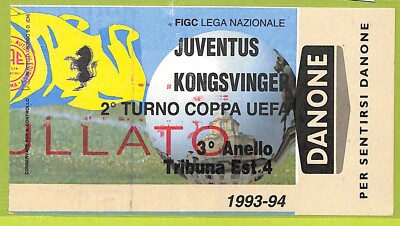 FIGC LEGA NAZIONALE
JUVENTUS
KONGSVINGER
2° TURNO COPPA UEFA
ULLATO
3° Anello
Tribuna Est 4
1993-94
DANONE
PER SENTIRSI DANONE